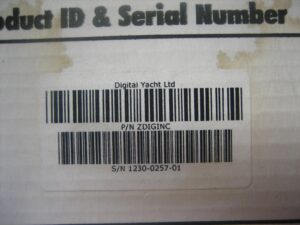 oduct ID & Serial Number
Digital Yacht Ltd
P/N ZDIGINC
S/N 1230-0257-01